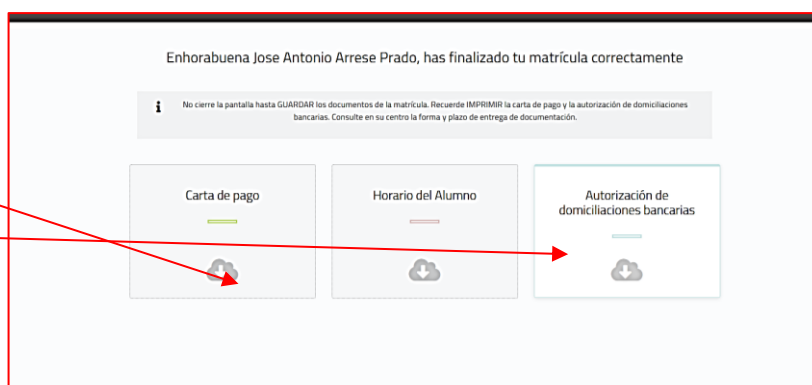 Enhorabuena Jose Antonio Arrese Prado, has finalizado tu matrícula correctamente
No cierre la pantalla hasta GUARDAR los documentos de la matrícula. Recuerde IMPRIMIR la carta de pago y la autorización de domiciliaciones
bancarias. Consulte en su centro la forma y plazo de entrega de documentación.
Carta de pago
Horario del Alumno
Autorización de
domiciliaciones bancarias